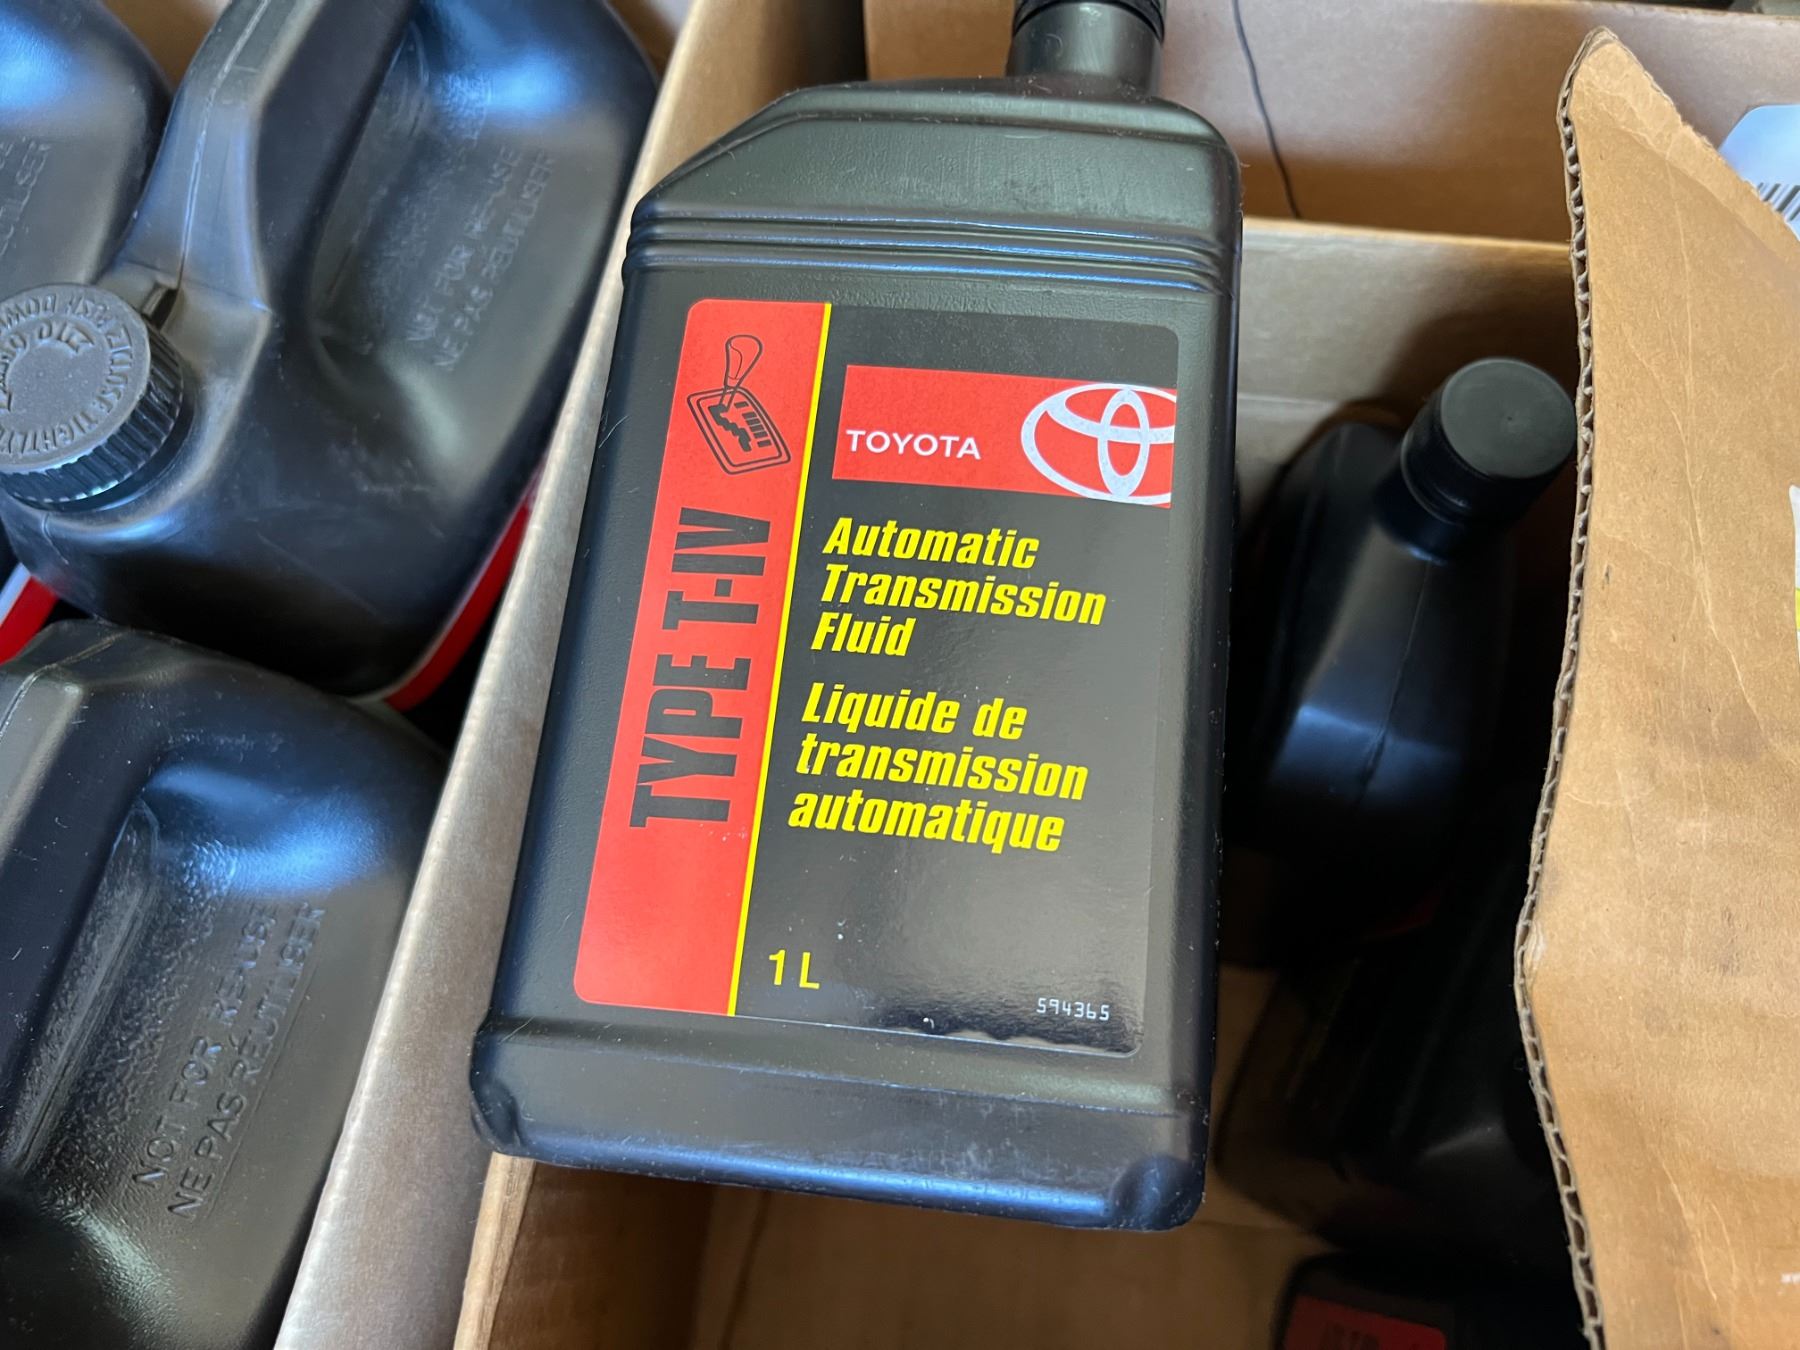 TOYOTA
TYPE T-IV
Automatic
Transmission
Fluid
Liquide de
transmission
automatique
1 L
594365
NOT FOR REUSE
NE PAS RÉUTILISER
NOT FOR REUSE
NE PAS RÉUTILISER